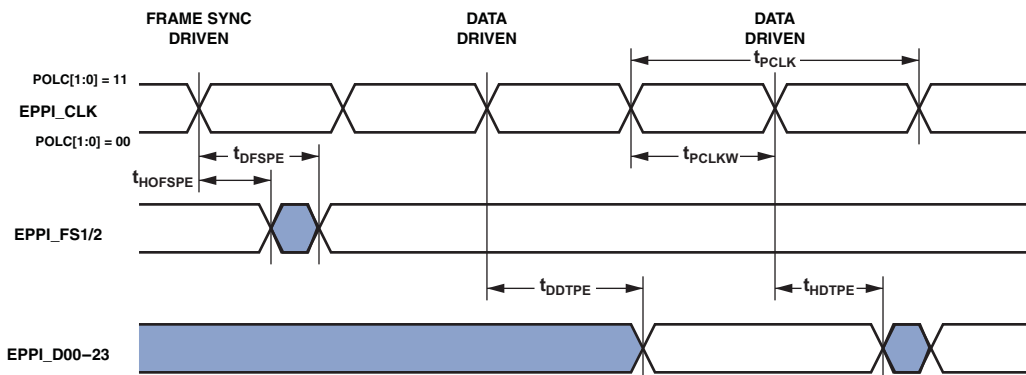 FRAME SYNC
DRIVEN
DATA
DRIVEN
DATA
DRIVEN
tPCLK
POLC[1:0] = 11
EPPI_CLK
POLC[1:0] = 00
tDFSPE
tPCLKW
tHOFSPE
EPPI_FS1/2
tDDTPE
tHDTPE
EPPI_D00–23